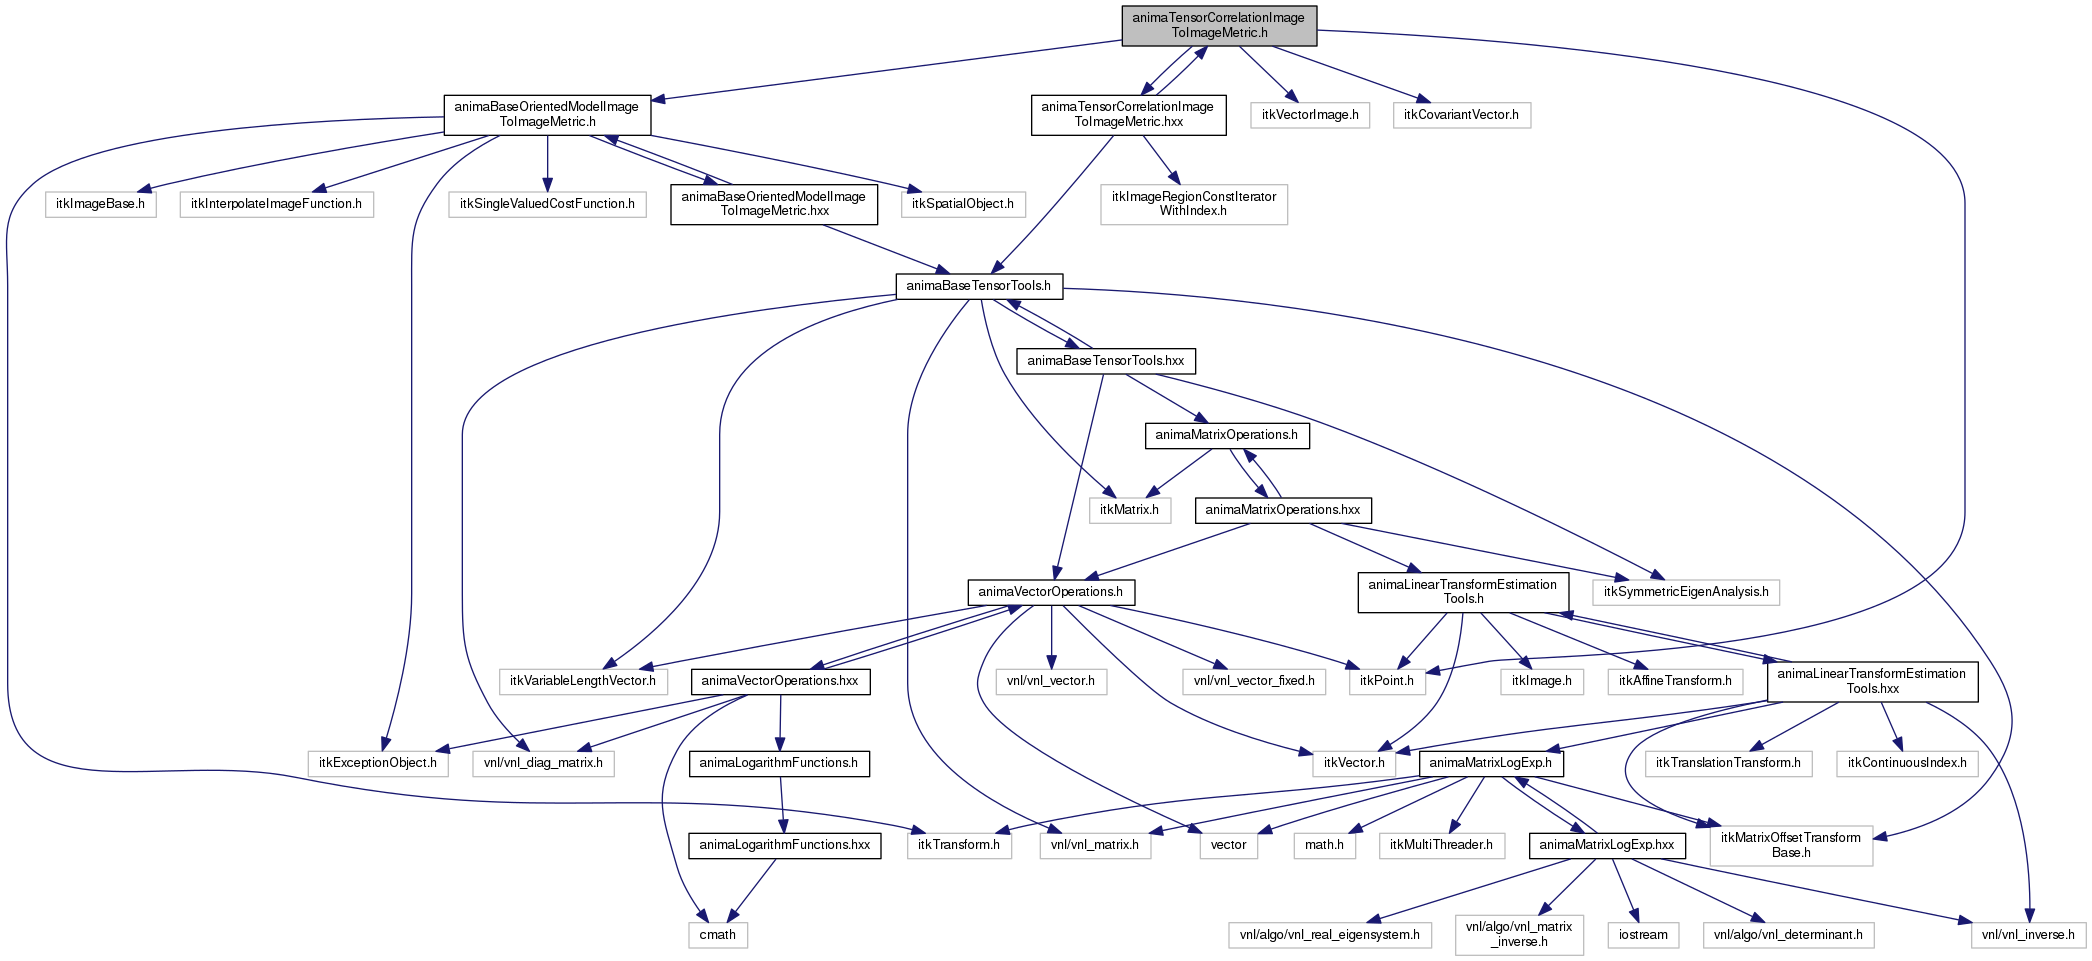 animaTensorCorrelationImage
ToImageMetric.h
animaBaseOrientedModelImage
ToImageMetric.h
animaTensorCorrelationImage
ToImageMetric.hxx
itkVectorImage.h
itkCovariantVector.h
itkImageBase.h
itkInterpolateImageFunction.h
itkSingleValuedCostFunction.h
animaBaseOrientedModelImage
ToImageMetric.hxx
itkSpatialObject.h
itkImageRegionConstIterator
WithIndex.h
animaBaseTensorTools.h
animaBaseTensorTools.hxx
animaMatrixOperations.h
itkMatrix.h
animaMatrixOperations.hxx
animaVectorOperations.h
animaLinearTransformEstimation
Tools.h
itkSymmetricEigenAnalysis.h
itkVariableLengthVector.h
animaVectorOperations.hxx
vnl/vnl_vector.h
vnl/vnl_vector_fixed.h
itkPoint.h
itkImage.h
itkAffineTransform.h
animaLinearTransformEstimation
Tools.hxx
itkExceptionObject.h
vnl/vnl_diag_matrix.h
animaLogarithmFunctions.h
itkVector.h
animaMatrixLogExp.h
itkTranslationTransform.h
itkContinuousIndex.h
animaLogarithmFunctions.hxx
itkTransform.h
vnl/vnl_matrix.h
vector
math.h
itkMultiThreader.h
animaMatrixLogExp.hxx
itkMatrixOffsetTransform
Base.h
cmath
vnl/algo/vnl_real_eigensystem.h
vnl/algo/vnl_matrix
_inverse.h
iostream
vnl/algo/vnl_determinant.h
vnl/vnl_inverse.h